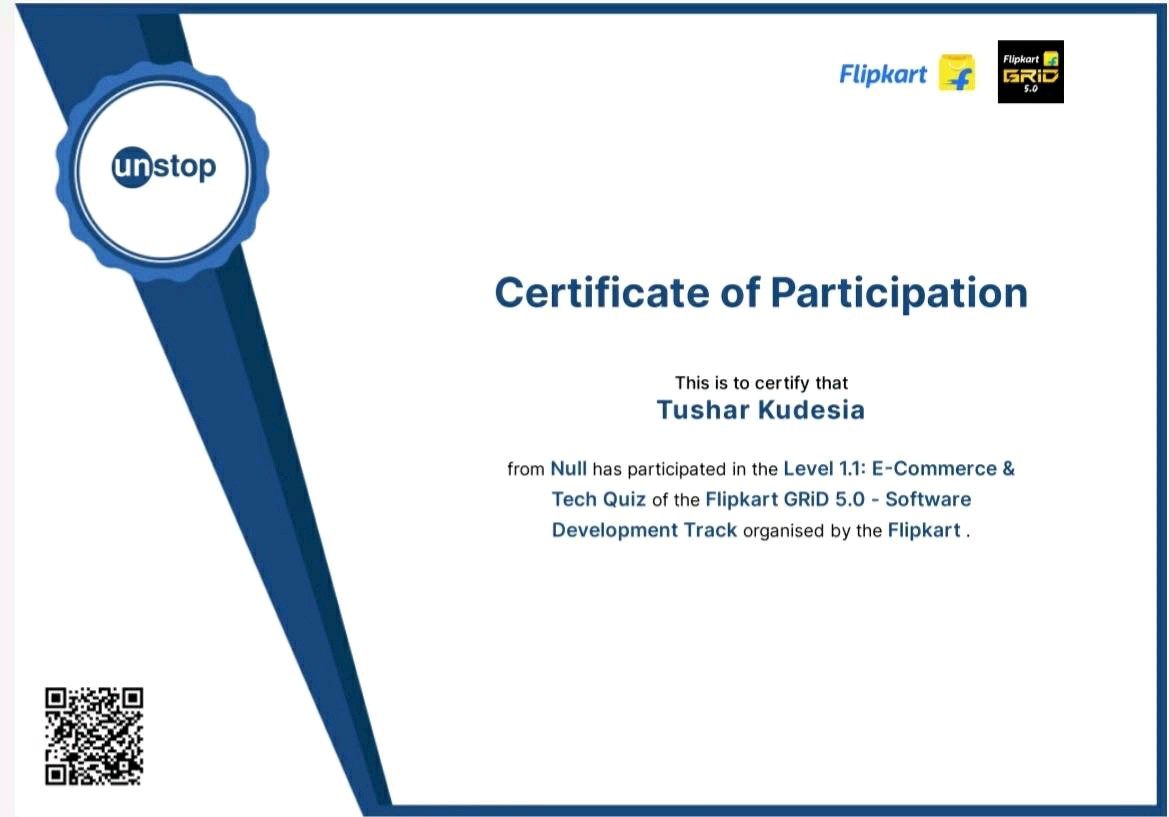 unstop
Flipkart
Flipkart
GRiD
5.0
Certificate of Participation
This is to certify that
Tushar Kudesia
from Null has participated in the Level 1.1: E-Commerce &
Tech Quiz of the Flipkart GRiD 5.0 - Software
Development Track organised by the Flipkart .